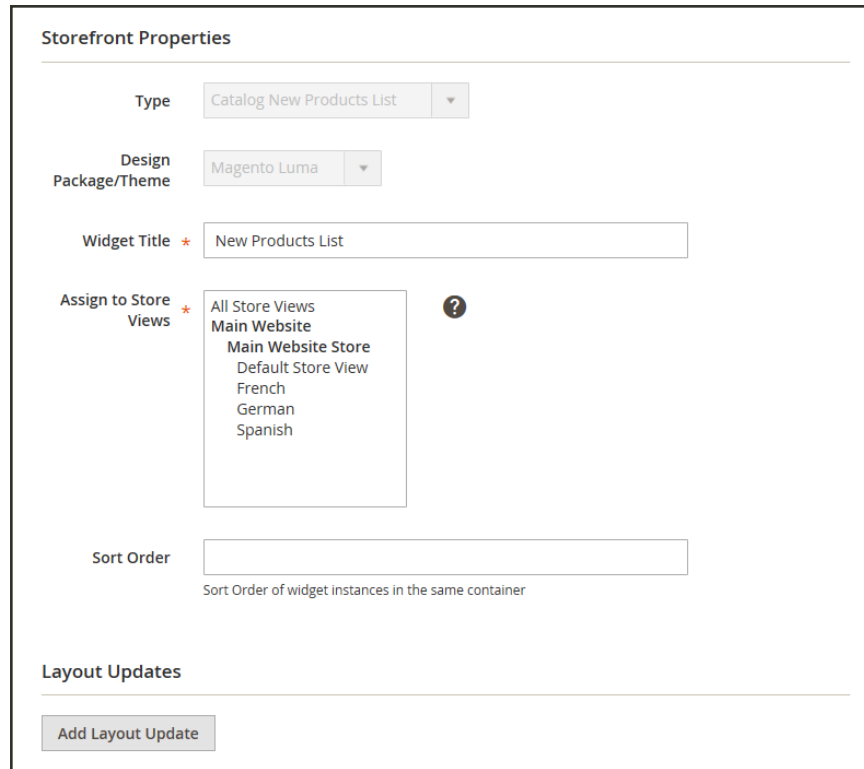 Storefront Properties
Type
Catalog New Products List
Design
Package/Theme
Magento Luma
Widget Title *
New Products List
Assign to Store
Views *
All Store Views
Main Website
Main Website Store
Default Store View
French
German
Spanish
?
Sort Order
Sort Order of widget instances in the same container
Layout Updates
Add Layout Update